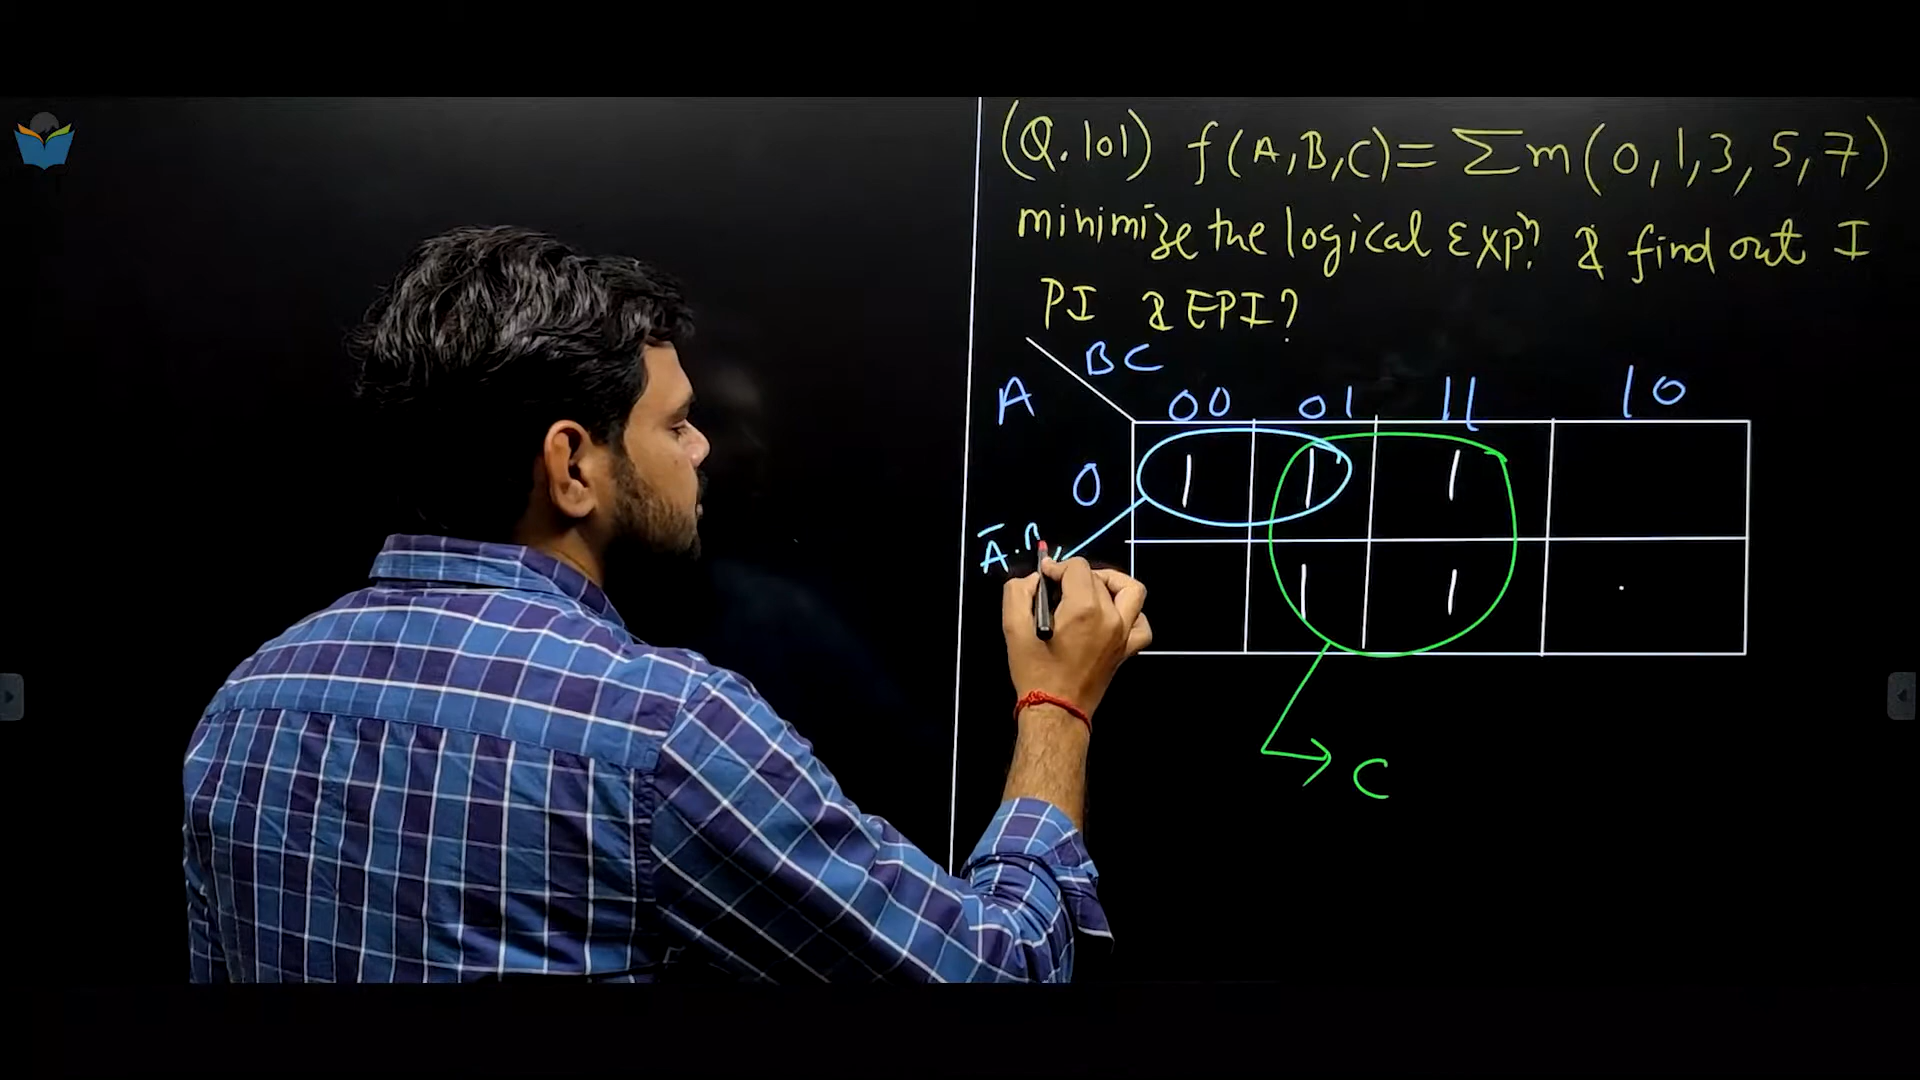 (Q.101) f(A,B,C)= Σm(0,1,3,5,7)
minimize the logical Expⁿ? & find out I
PI & EPI?
BC
A 00 01 11 10
0 1 1 1
Ā.B
1 1
C